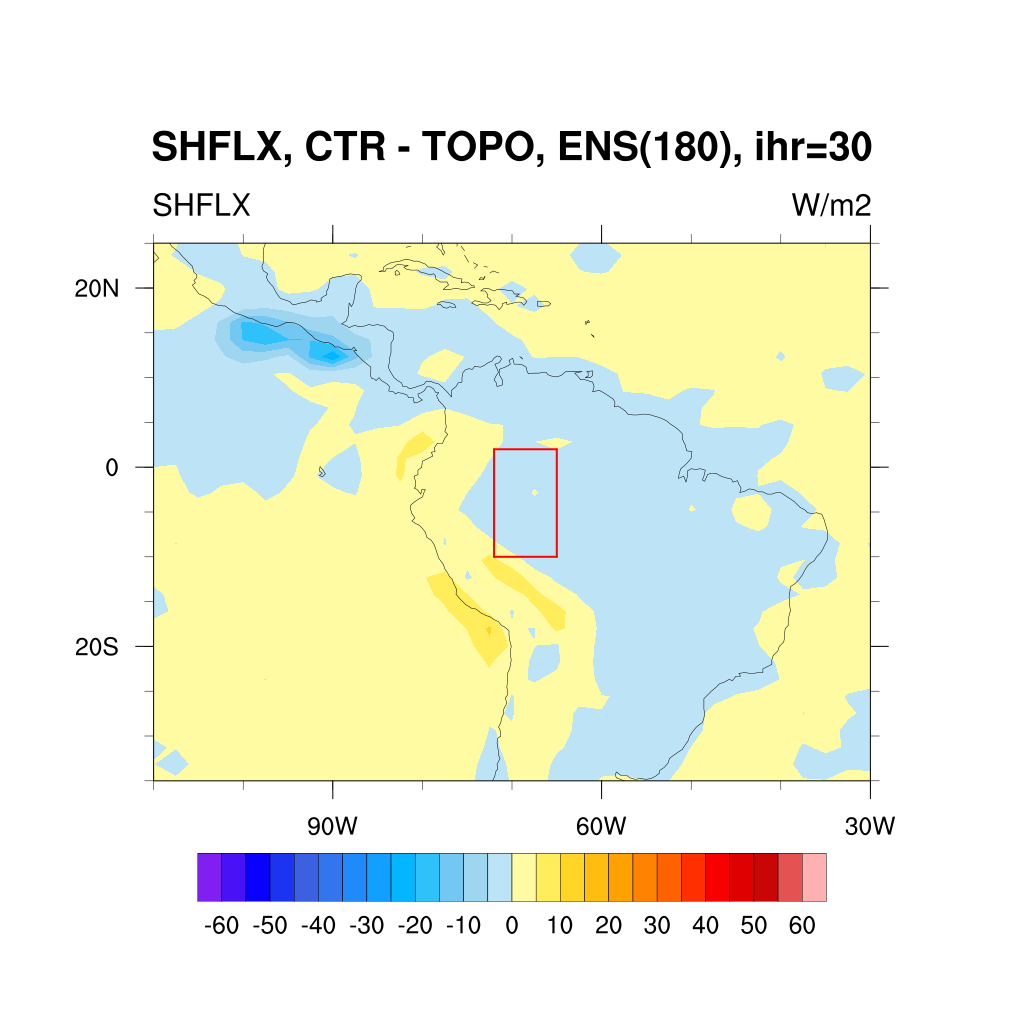 SHFLX, CTR - TOPO, ENS(180), ihr=30
SHFLX W/m2
20N
0
20S
90W 60W 30W
-60 -50 -40 -30 -20 -10 0 10 20 30 40 50 60